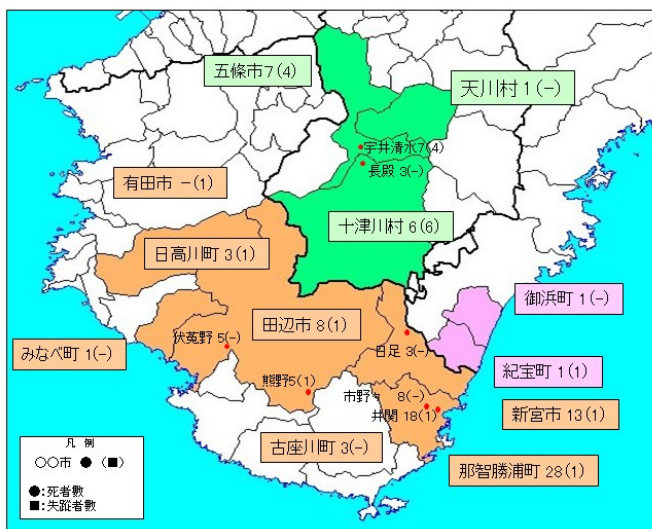 五條市7(4)
天川村 1(-)
宇井清水7(4)
長殿 3(-)
有田市 -(1)
十津川村 6(6)
日高川町 3(1)
御浜町 1(-)
田辺市 8(1)
伏菟野 5(-)
日足 3(-)
みなべ町 1(-)
紀宝町 1(1)
熊野5(1)
市野々 8(-)
井関 18(1)
新宮市 13(1)
古座川町 3(-)
那智勝浦町 28(1)
凡 例
○○市 ● (■)
●:死者數
■:失蹤者數